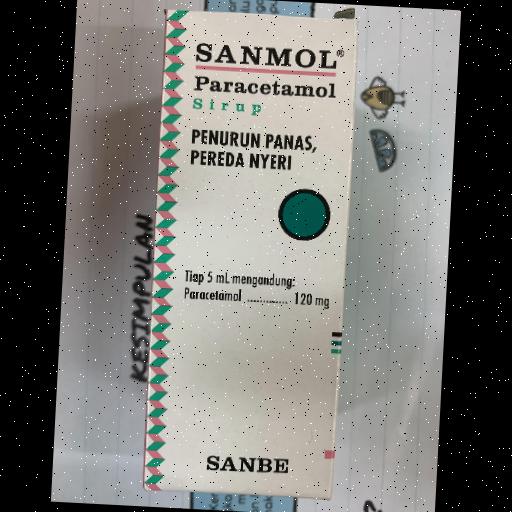 SANMOL®
Paracetamol
Sirup
PENURUN PANAS,
PEREDA NYERI
Tiap 5 mL mengandung:
Paracetamol .............. 120 mg
SANBE
KESIMPULAN